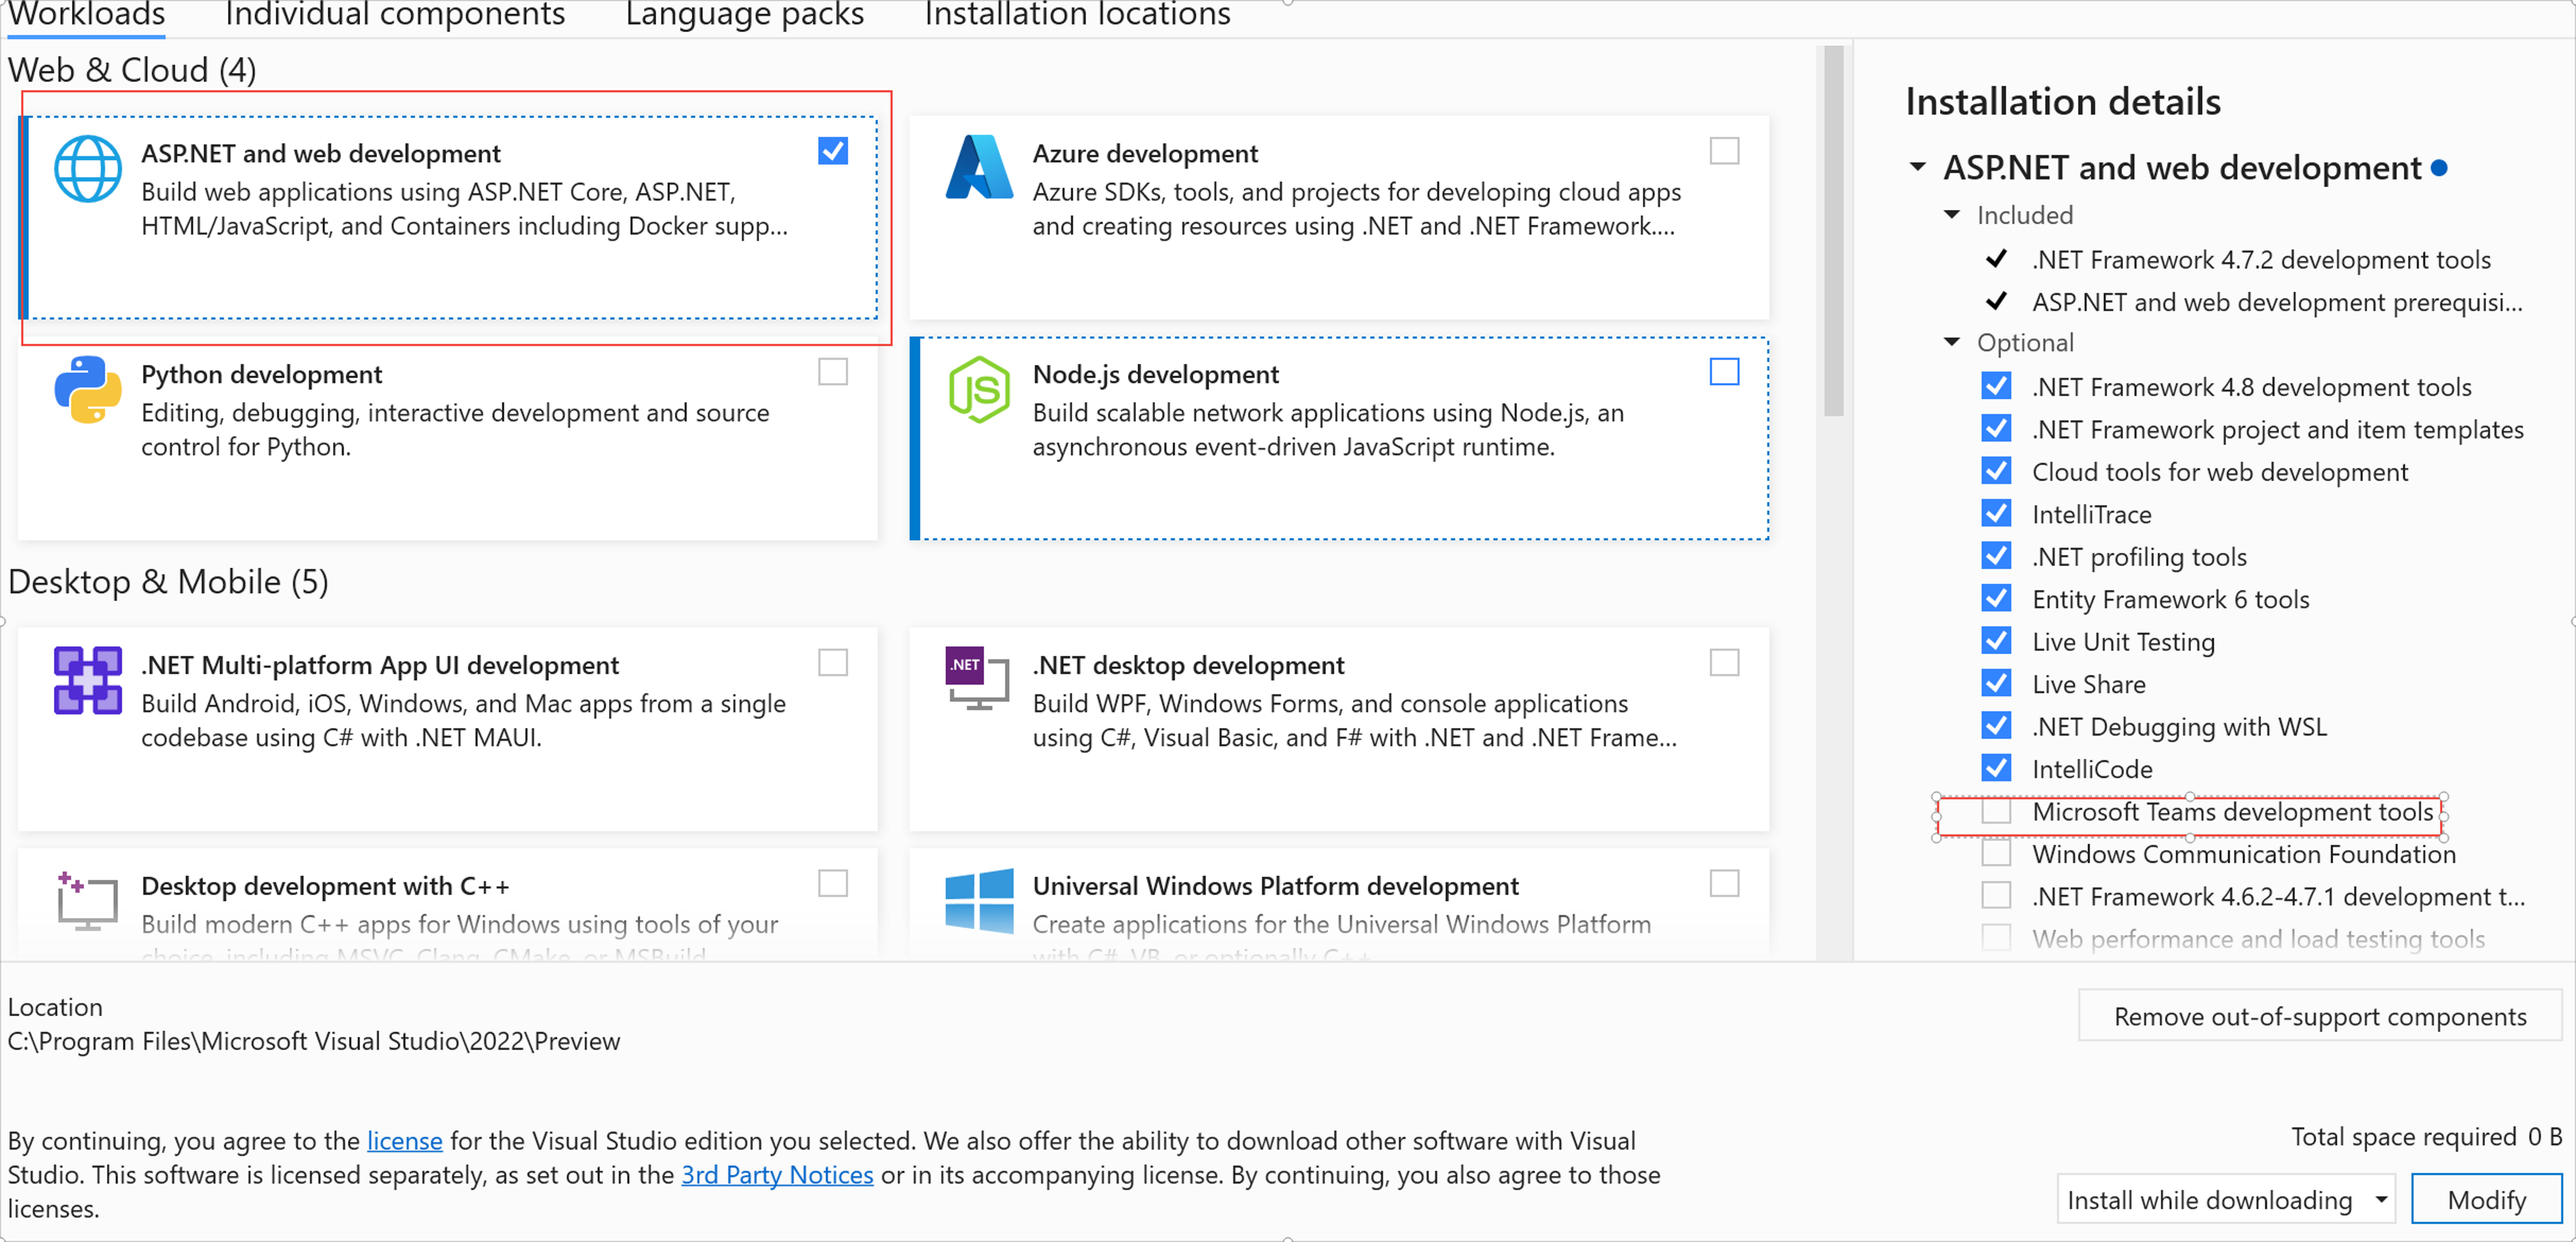 Workloads Individual components Language packs Installation locations
Web & Cloud (4)
ASP.NET and web development
Build web applications using ASP.NET Core, ASP.NET,
HTML/JavaScript, and Containers including Docker supp...
Azure development
Azure SDKs, tools, and projects for developing cloud apps
and creating resources using .NET and .NET Framework....
Python development
Editing, debugging, interactive development and source
control for Python.
JS
Node.js development
Build scalable network applications using Node.js, an
asynchronous event-driven JavaScript runtime.
Desktop & Mobile (5)
.NET Multi-platform App UI development
Build Android, iOS, Windows, and Mac apps from a single
codebase using C# with .NET MAUI.
.NET
.NET desktop development
Build WPF, Windows Forms, and console applications
using C#, Visual Basic, and F# with .NET and .NET Frame...
Desktop development with C++
Build modern C++ apps for Windows using tools of your
choice, including MSVC, Clang, CMake, or MSBuild.
Universal Windows Platform development
Create applications for the Universal Windows Platform
with C#, VB, or optionally C++.
Installation details
ASP.NET and web development
Included
.NET Framework 4.7.2 development tools
ASP.NET and web development prerequisi...
Optional
.NET Framework 4.8 development tools
.NET Framework project and item templates
Cloud tools for web development
IntelliTrace
.NET profiling tools
Entity Framework 6 tools
Live Unit Testing
Live Share
.NET Debugging with WSL
IntelliCode
Microsoft Teams development tools
Windows Communication Foundation
.NET Framework 4.6.2-4.7.1 development t...
Web performance and load testing tools
Location
C:\Program Files\Microsoft Visual Studio\2022\Preview
Remove out-of-support components
By continuing, you agree to the license for the Visual Studio edition you selected. We also offer the ability to download other software with Visual
Studio. This software is licensed separately, as set out in the 3rd Party Notices or in its accompanying license. By continuing, you also agree to those
licenses.
Total space required 0 B
Install while downloading
Modify